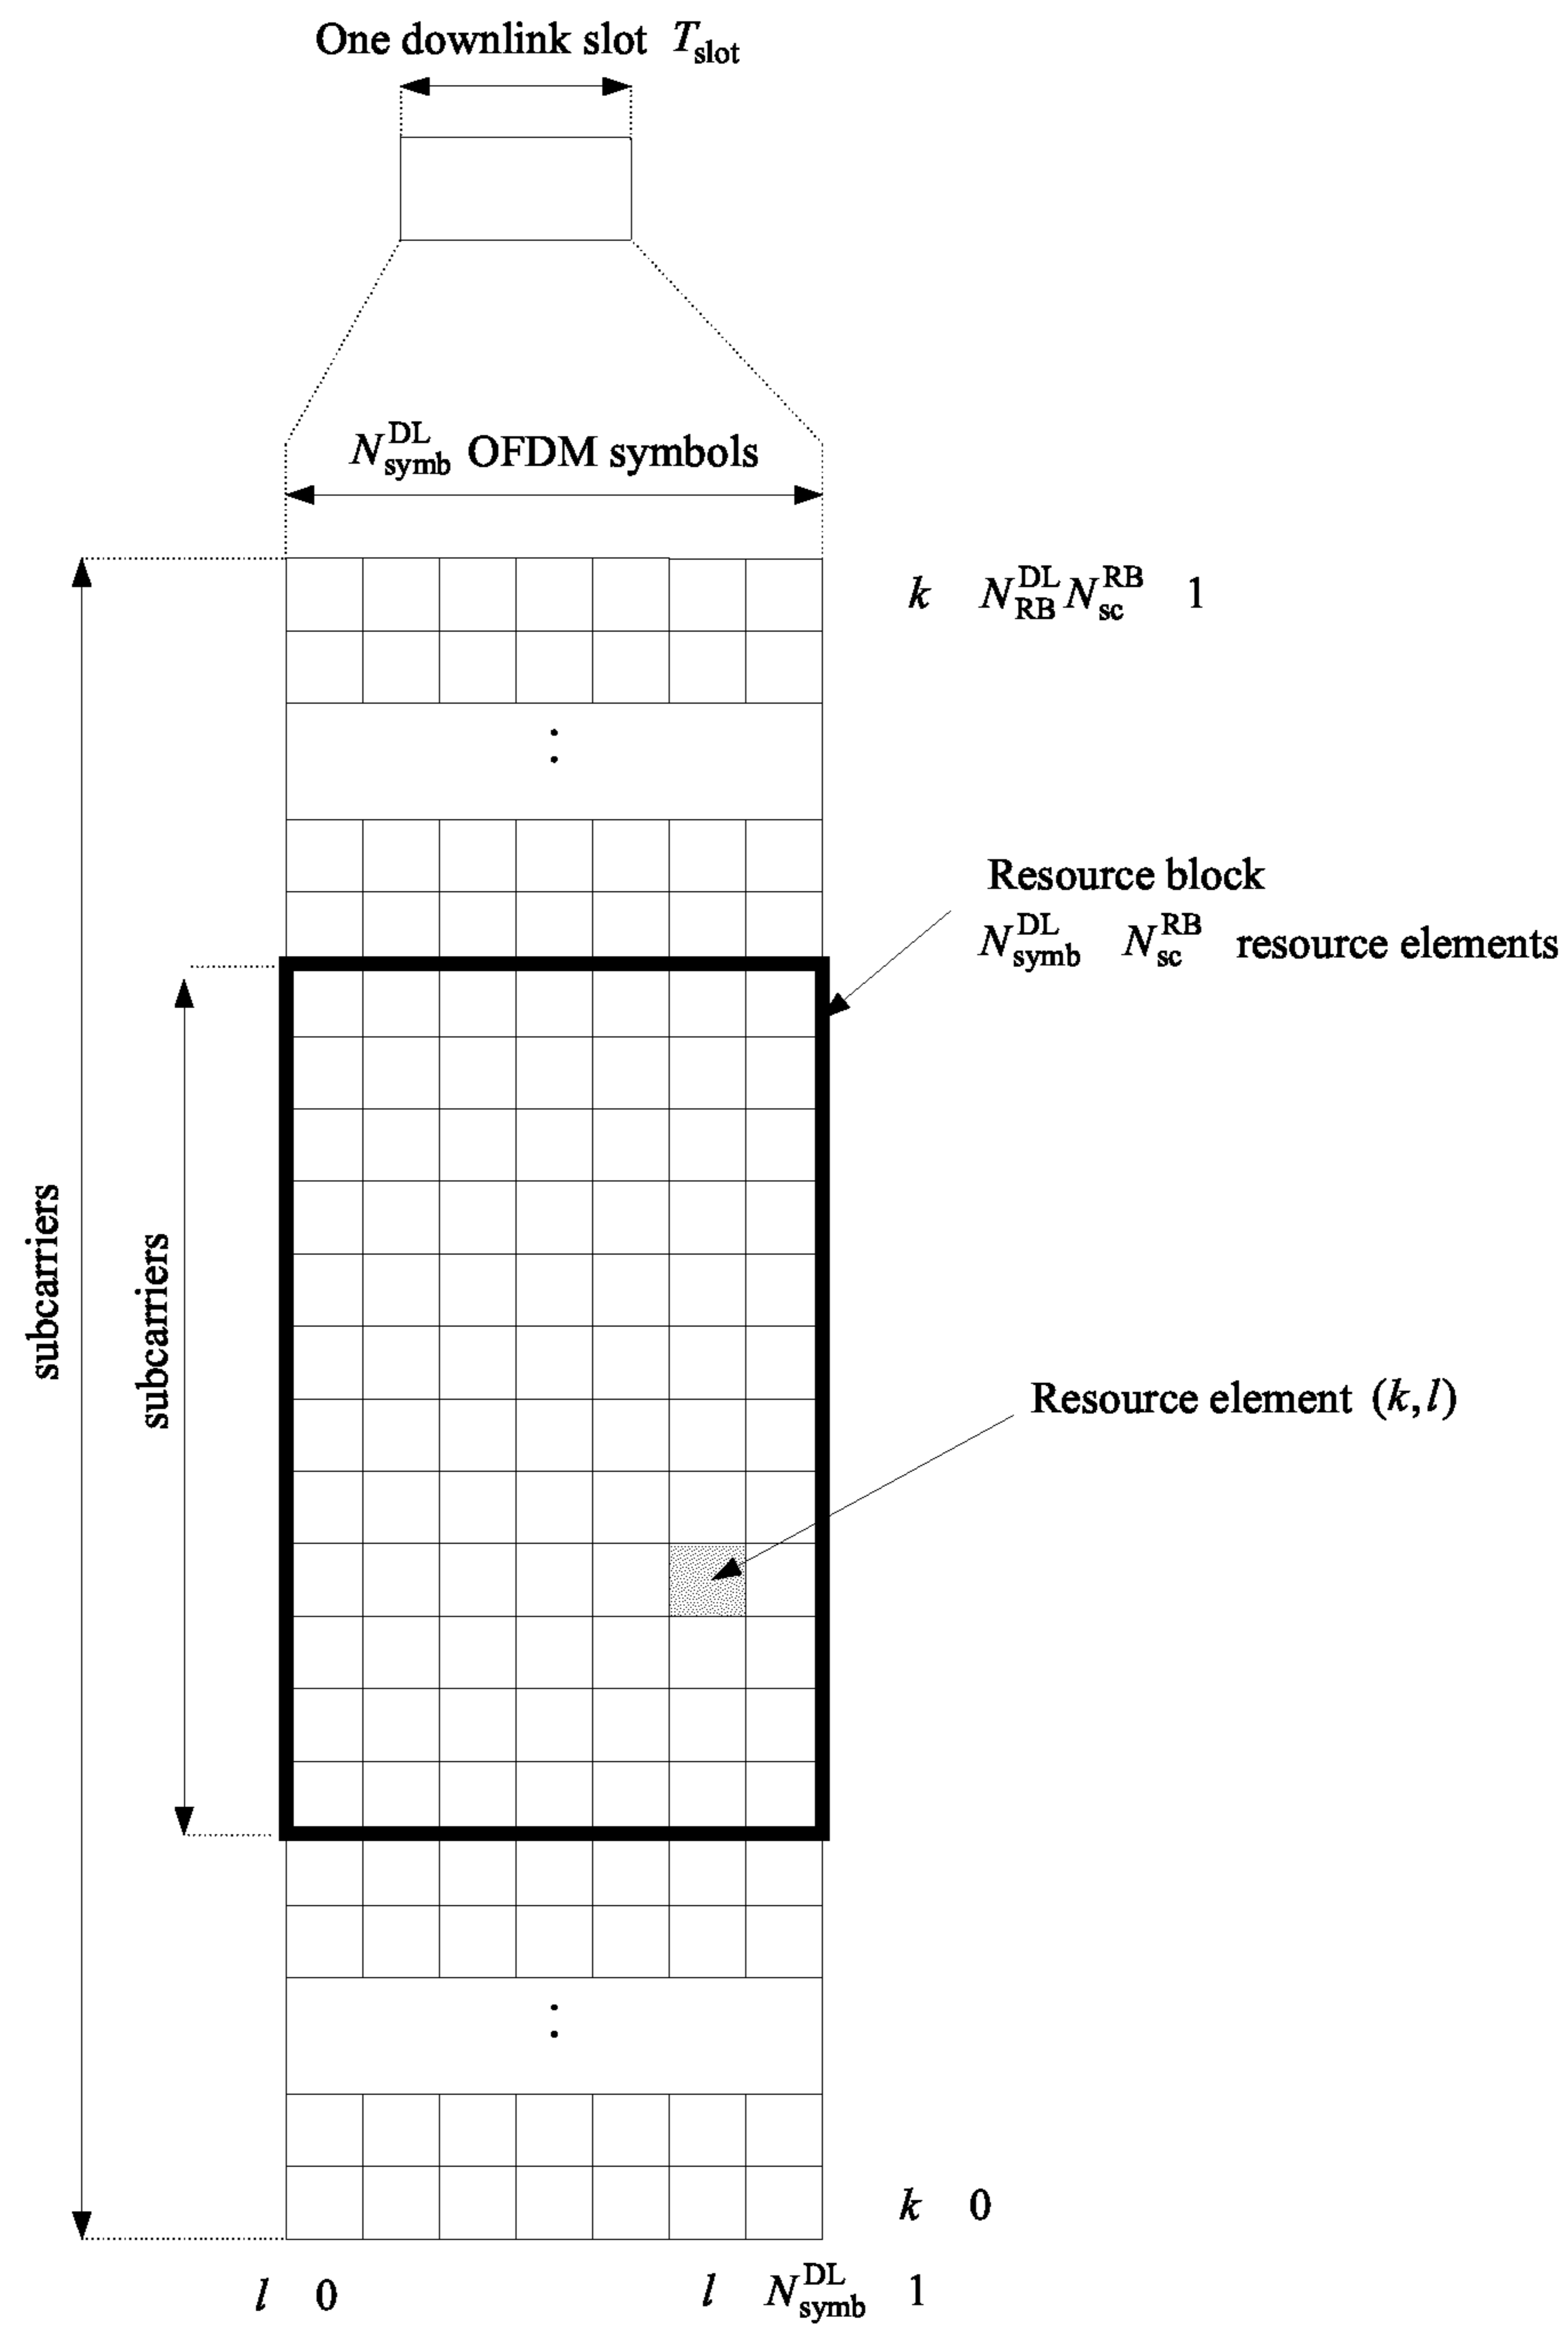 One downlink slot T_slot
N_symb^DL OFDM symbols
k N_RB^DL N_sc^RB 1
Resource block
N_symb^DL N_sc^RB resource elements
subcarriers
subcarriers
Resource element (k,l)
k 0
l 0
l N_symb^DL 1